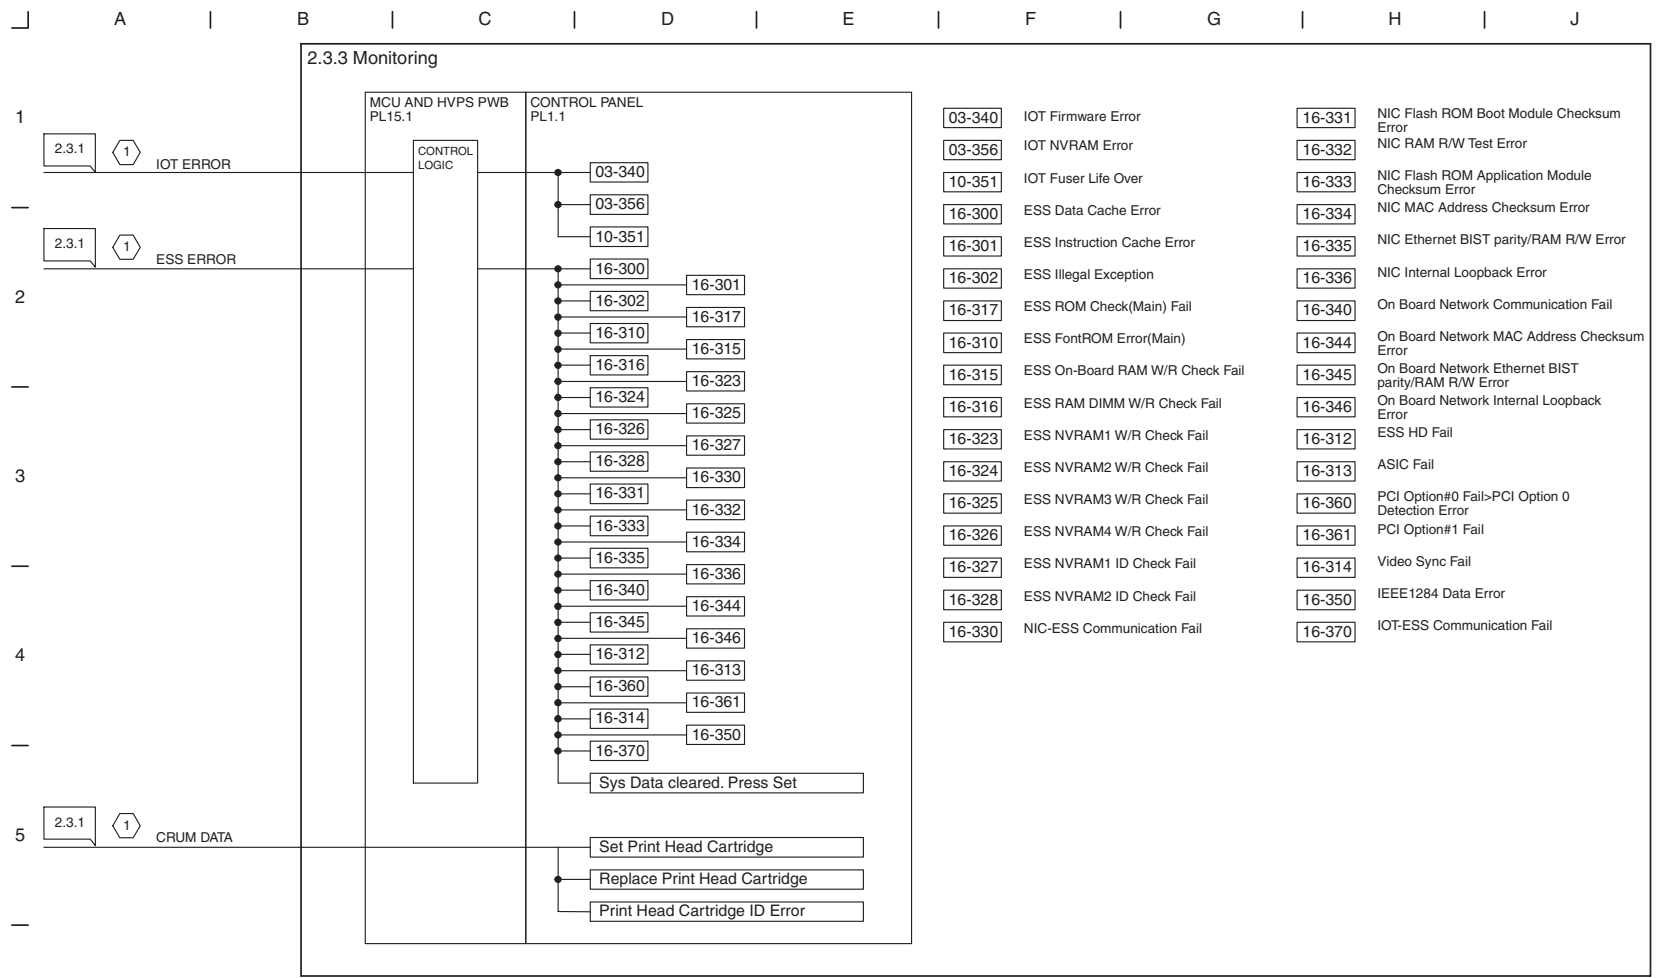 A B C D E F G H J
2.3.3 Monitoring
1
MCU AND HVPS PWB
PL15.1
CONTROL PANEL
PL1.1
CONTROL
LOGIC
2.3.1 1 IOT ERROR
03-340
03-356
10-351
2.3.1 1 ESS ERROR
2
16-300
16-301
16-302
16-317
16-310
16-315
16-316
16-323
16-324
16-325
16-326
16-327
3
16-328
16-330
16-331
16-332
16-333
16-334
16-335
16-336
16-340
16-344
16-345
16-346
4
16-312
16-313
16-360
16-361
16-314
16-350
16-370
Sys Data cleared. Press Set
5
2.3.1 1 CRUM DATA
Set Print Head Cartridge
Replace Print Head Cartridge
Print Head Cartridge ID Error
03-340 IOT Firmware Error
03-356 IOT NVRAM Error
10-351 IOT Fuser Life Over
16-300 ESS Data Cache Error
16-301 ESS Instruction Cache Error
16-302 ESS Illegal Exception
16-317 ESS ROM Check(Main) Fail
16-310 ESS FontROM Error(Main)
16-315 ESS On-Board RAM W/R Check Fail
16-316 ESS RAM DIMM W/R Check Fail
16-323 ESS NVRAM1 W/R Check Fail
16-324 ESS NVRAM2 W/R Check Fail
16-325 ESS NVRAM3 W/R Check Fail
16-326 ESS NVRAM4 W/R Check Fail
16-327 ESS NVRAM1 ID Check Fail
16-328 ESS NVRAM2 ID Check Fail
16-330 NIC-ESS Communication Fail
16-331 NIC Flash ROM Boot Module Checksum
Error
16-332 NIC RAM R/W Test Error
16-333 NIC Flash ROM Application Module
Checksum Error
16-334 NIC MAC Address Checksum Error
16-335 NIC Ethernet BIST parity/RAM R/W Error
16-336 NIC Internal Loopback Error
16-340 On Board Network Communication Fail
16-344 On Board Network MAC Address Checksum
Error
16-345 On Board Network Ethernet BIST
parity/RAM R/W Error
16-346 On Board Network Internal Loopback
Error
16-312 ESS HD Fail
16-313 ASIC Fail
16-360 PCI Option#0 Fail>PCI Option 0
Detection Error
16-361 PCI Option#1 Fail
16-314 Video Sync Fail
16-350 IEEE1284 Data Error
16-370 IOT-ESS Communication Fail